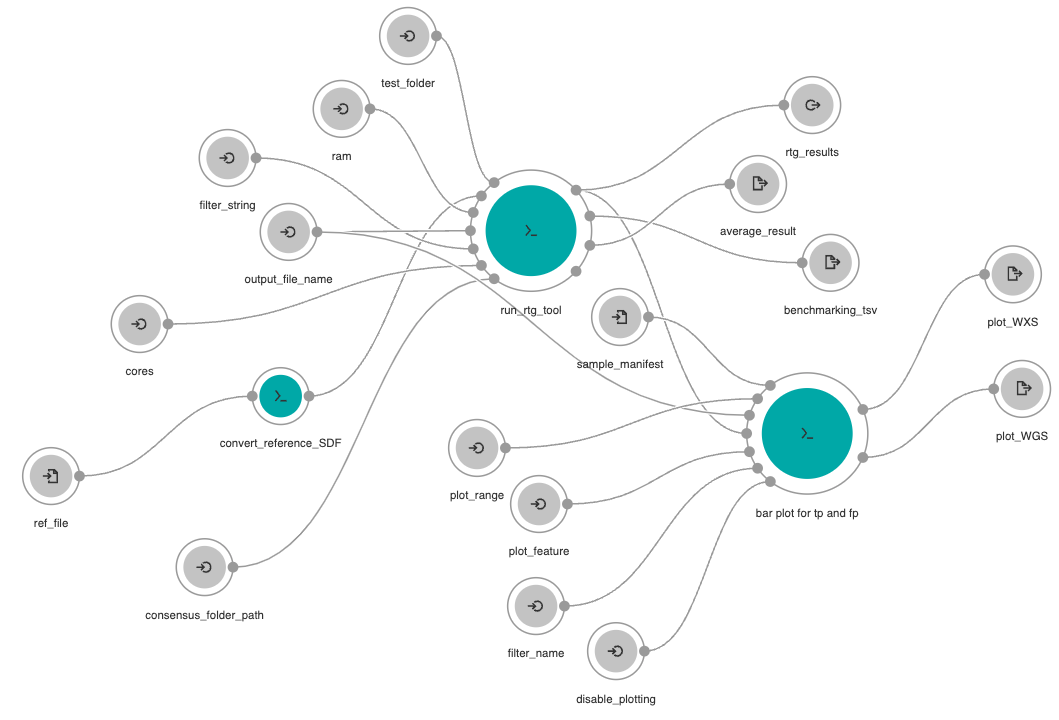 test_folder
ram
rtg_results
filter_string
average_result
output_file_name
run_rtg_tool
benchmarking_tsv
plot_WXS
cores
sample_manifest
convert_reference_SDF
plot_WGS
plot_range
bar plot for tp and fp
ref_file
plot_feature
consensus_folder_path
filter_name
disable_plotting